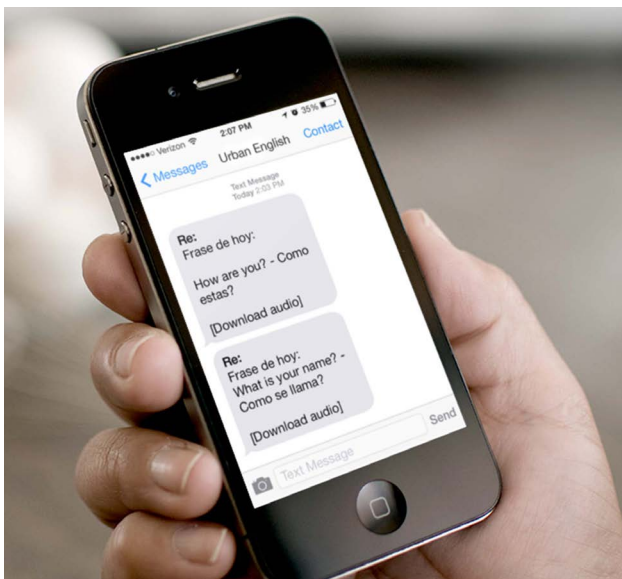 Verizon 2:07 PM 35%
Messages Urban English Contact
Text Message
Today 2:03 PM
Re:
Frase de hoy:
How are you? - Como
estas?
[Download audio]
Re:
Frase de hoy:
What is your name? -
Como se llama?
[Download audio]
Text Message Send